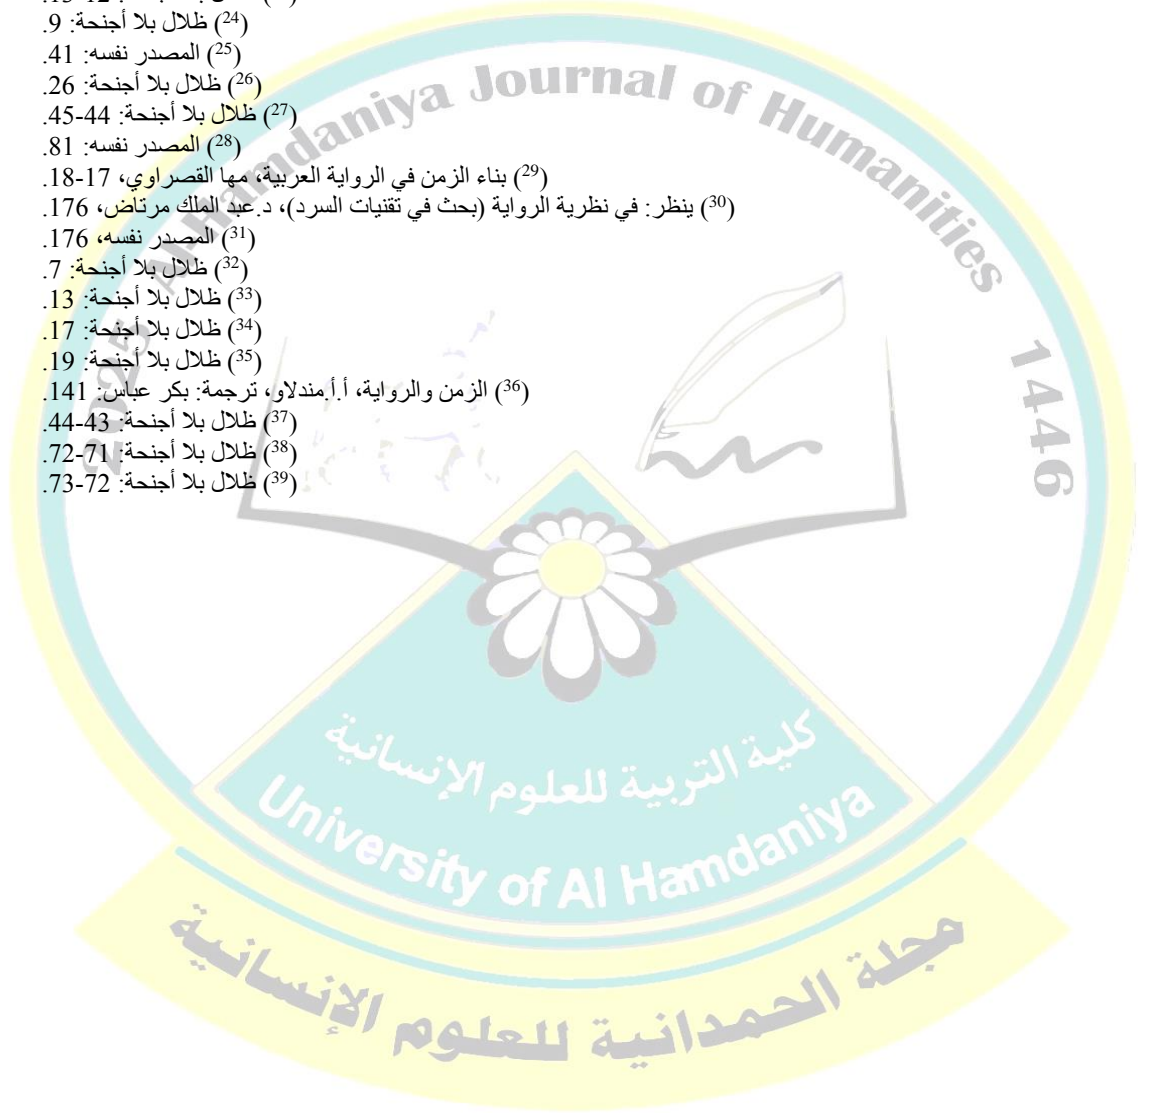 (24) ظلال بلا أجنحة: 9.
(25) المصدر نفسه: 41.
(26) ظلال بلا أجنحة: 26.
(27) ظلال بلا أجنحة: 44-45.
(28) المصدر نفسه: 81.
(29) بناء الزمن في الرواية العربية، مها القصراوي، 17-18.
(30) ينظر: في نظرية الرواية (بحث في تقنيات السرد)، د.عبد الملك مرتاض، 176.
(31) المصدر نفسه، 176.
(32) ظلال بلا أجنحة: 7.
(33) ظلال بلا أجنحة: 13.
(34) ظلال بلا أجنحة: 17.
(35) ظلال بلا أجنحة: 19.
(36) الزمن والرواية، أ.أ.مندلاو، ترجمة: بكر عباس: 141.
(37) ظلال بلا أجنحة: 43-44.
(38) ظلال بلا أجنحة: 71-72.
(39) ظلال بلا أجنحة: 72-73.
2025 Al-Hamdaniya Journal of Humanities 1446
كلية التربية للعلوم الإنسانية
University of Al Hamdaniya
مجلة الحمدانية للعلوم الإنسانية